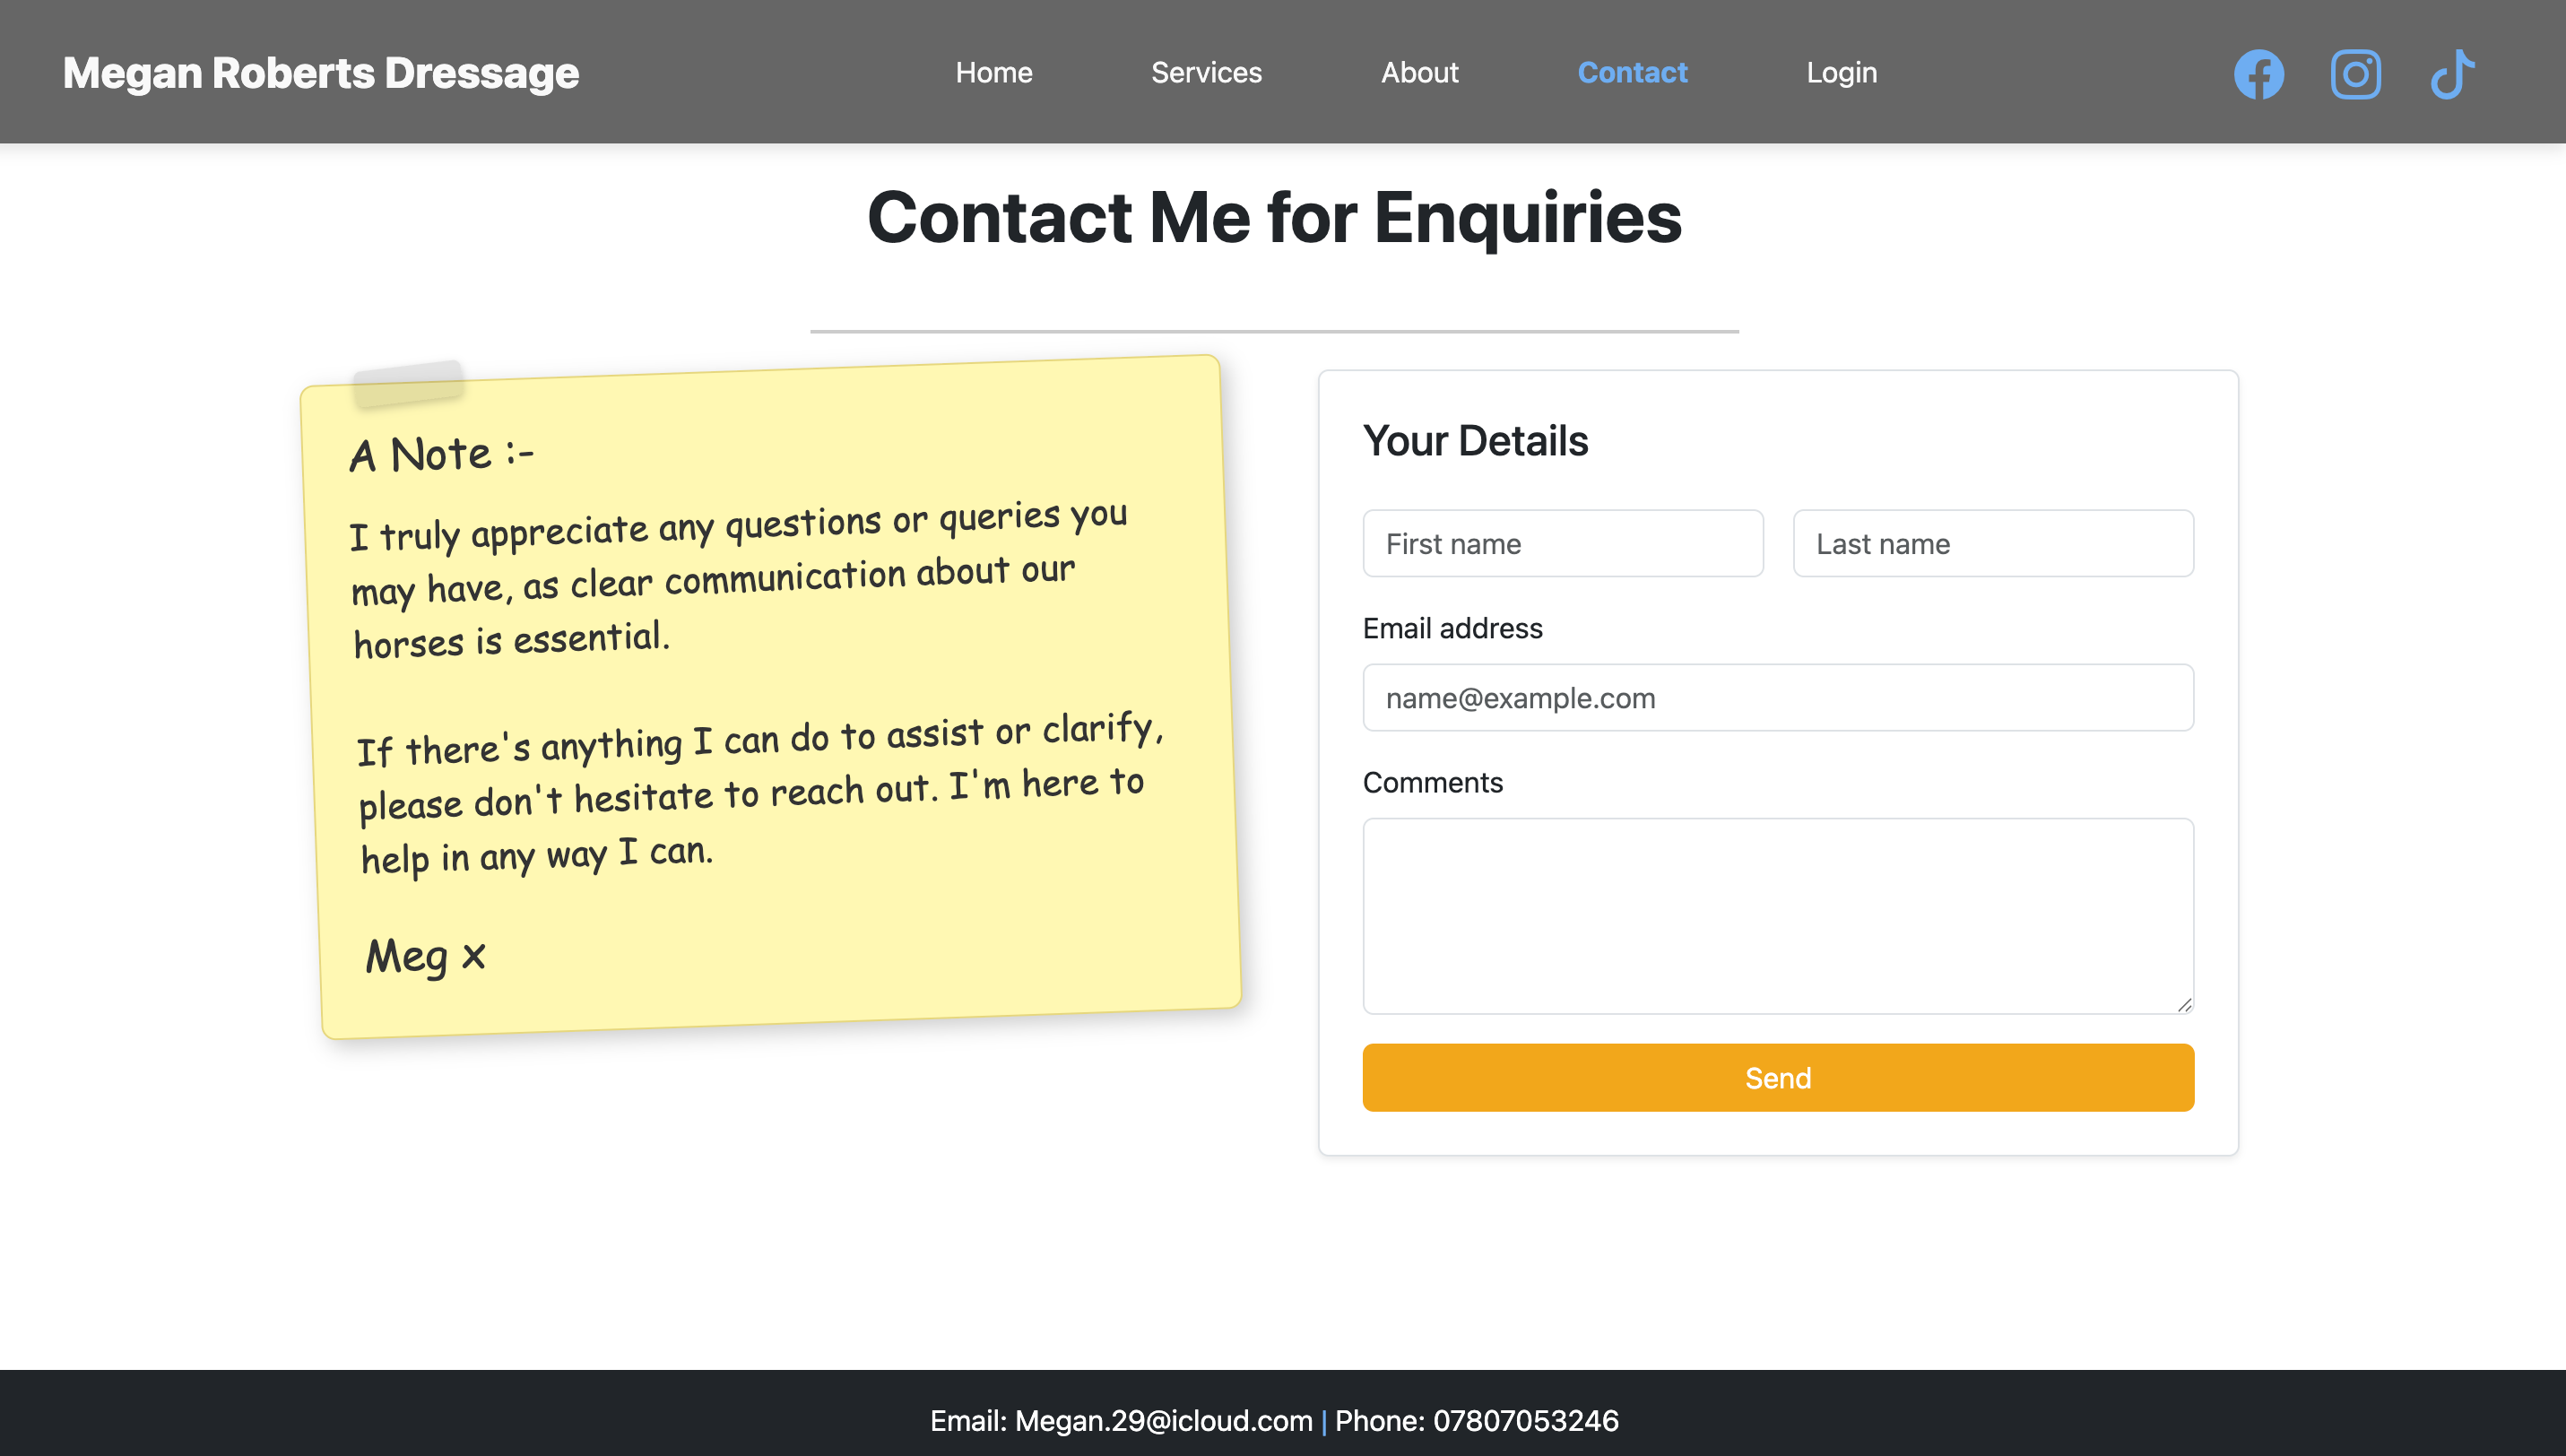 Megan Roberts Dressage
Home
Services
About
Contact
Login
Contact Me for Enquiries
A Note :-
I truly appreciate any questions or queries you
may have, as clear communication about our
horses is essential.
If there's anything I can do to assist or clarify,
please don't hesitate to reach out. I'm here to
help in any way I can.
Meg x
Your Details
First name
Last name
Email address
name@example.com
Comments
Send
Email: Megan.29@icloud.com | Phone: 07807053246